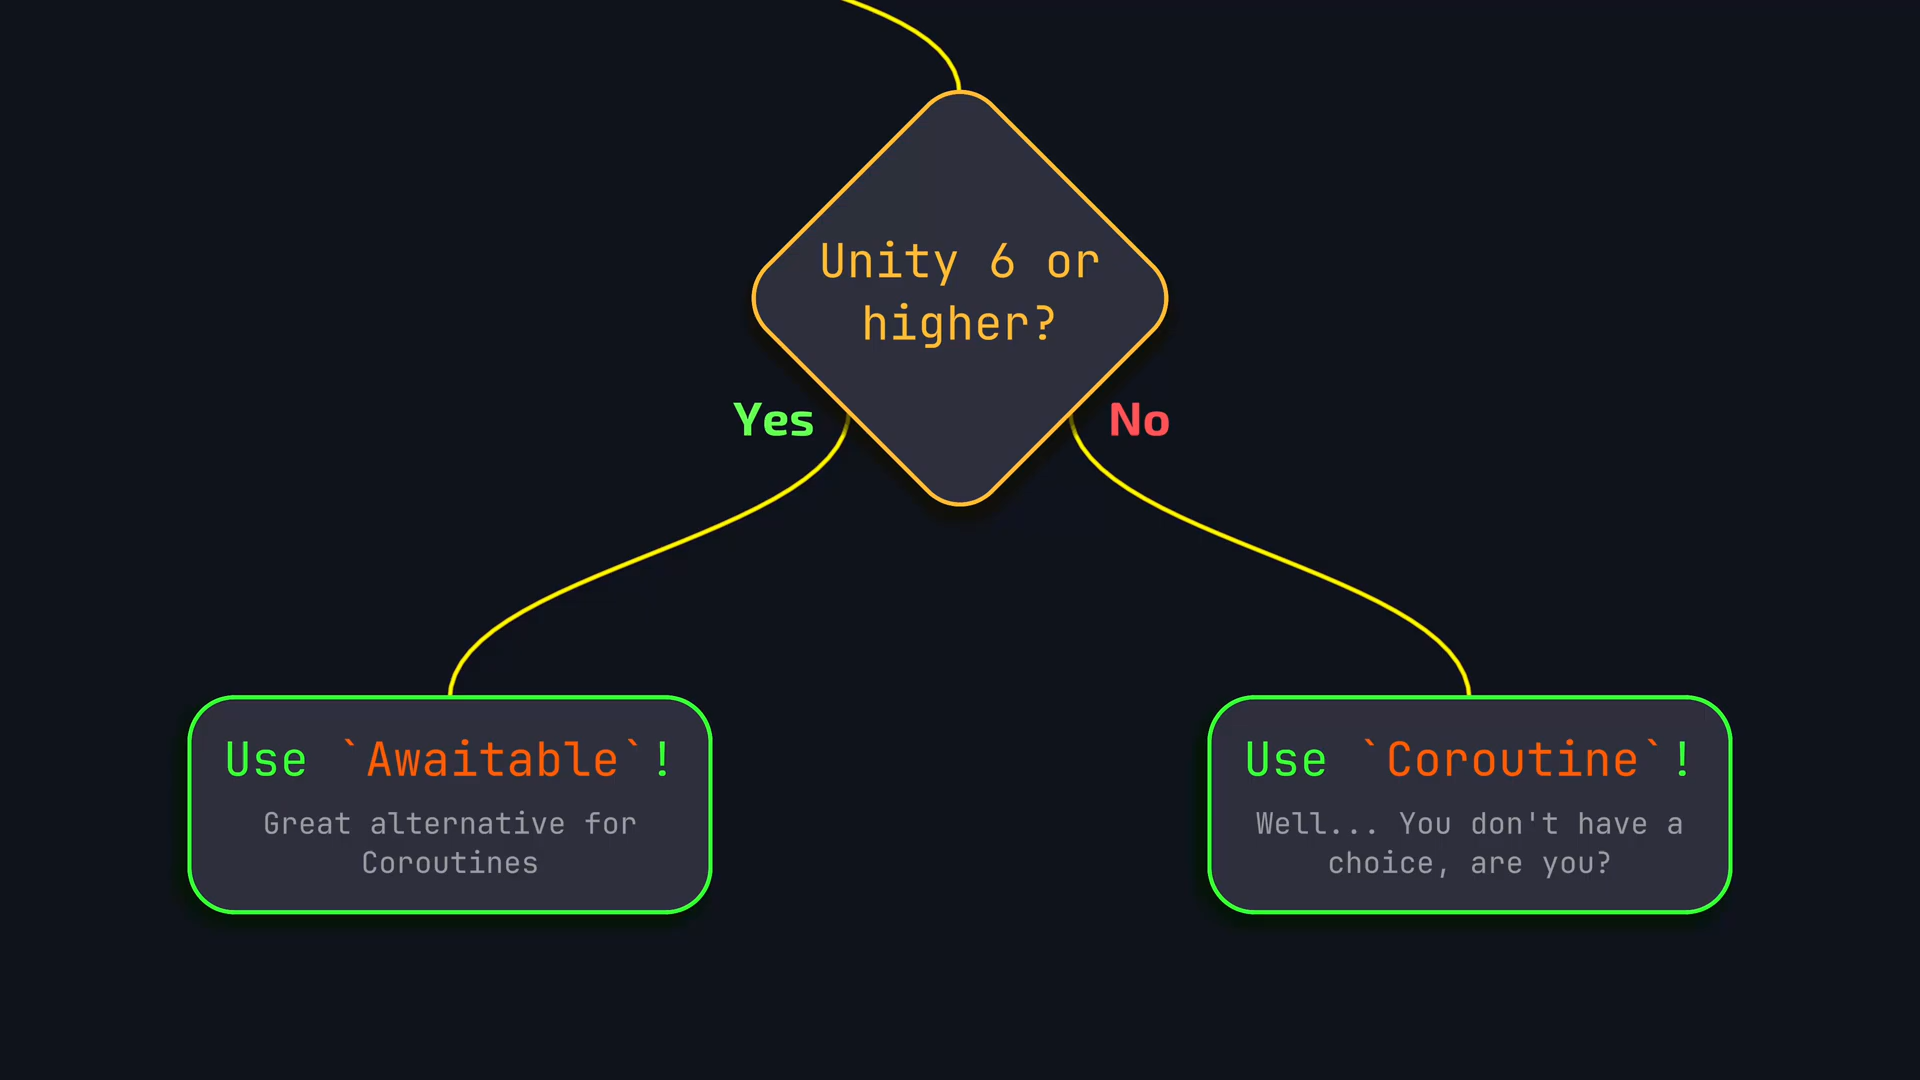 Unity 6 or
higher?
Yes
No
Use `Awaitable`!
Great alternative for
Coroutines
Use `Coroutine`!
Well... You don't have a
choice, are you?